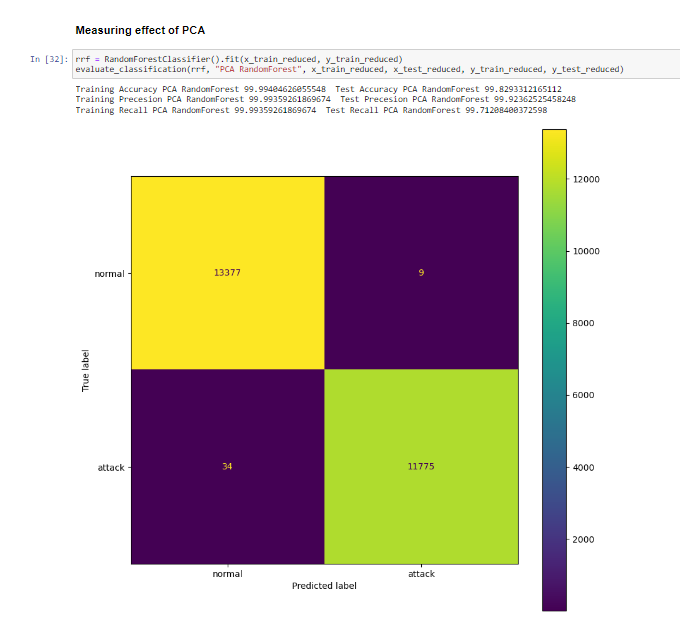 Measuring effect of PCA
In [32]: rrf = RandomForestClassifier().fit(x_train_reduced, y_train_reduced)
evaluate_classification(rrf, "PCA RandomForest", x_train_reduced, x_test_reduced, y_train_reduced, y_test_reduced)
Training Accuracy PCA RandomForest 99.99404626055548 Test Accuracy PCA RandomForest 99.8293312165112
Training Precesion PCA RandomForest 99.99359261869674 Test Precesion PCA RandomForest 99.92362525458248
Training Recall PCA RandomForest 99.99359261869674 Test Recall PCA RandomForest 99.71208400372598
12000
10000
8000
6000
4000
2000
True label
normal
13377
9
attack
34
11775
normal
attack
Predicted label